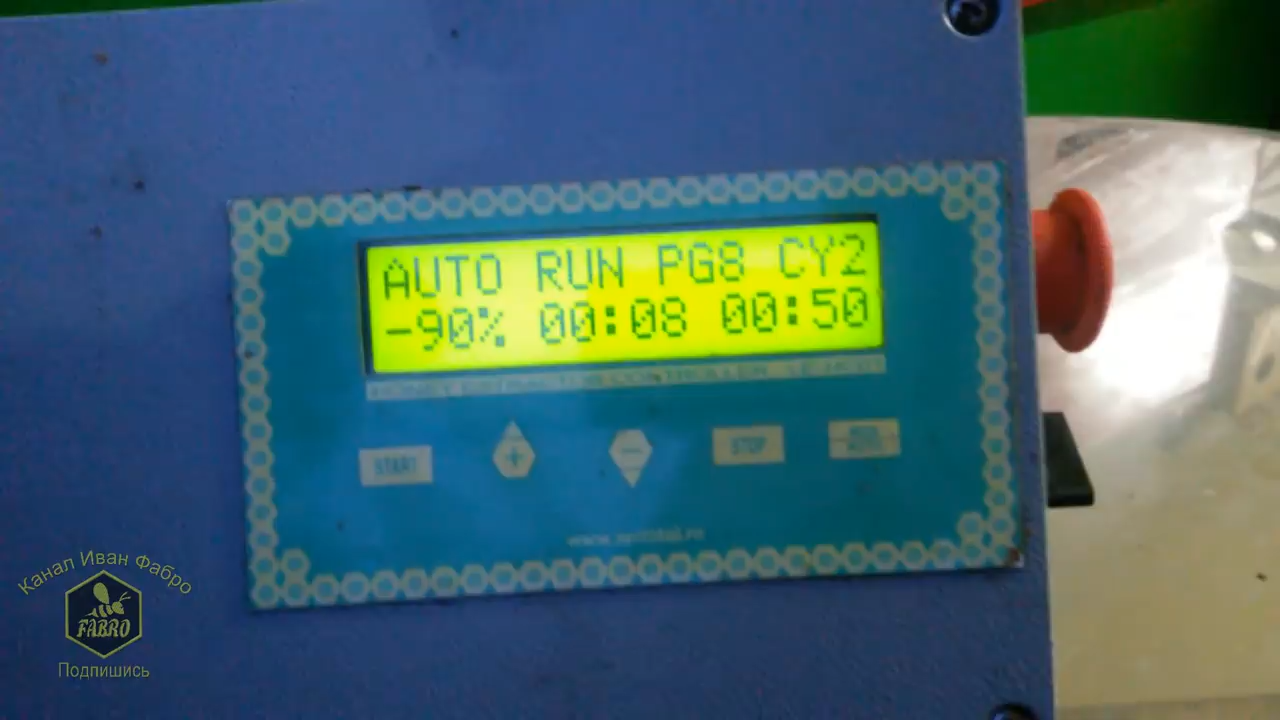 AUTO RUN PG8 CY2
-90% 00:08 00:50
START
+
−
STOP
Канал Иван Фабро
FABRO
Подпишись